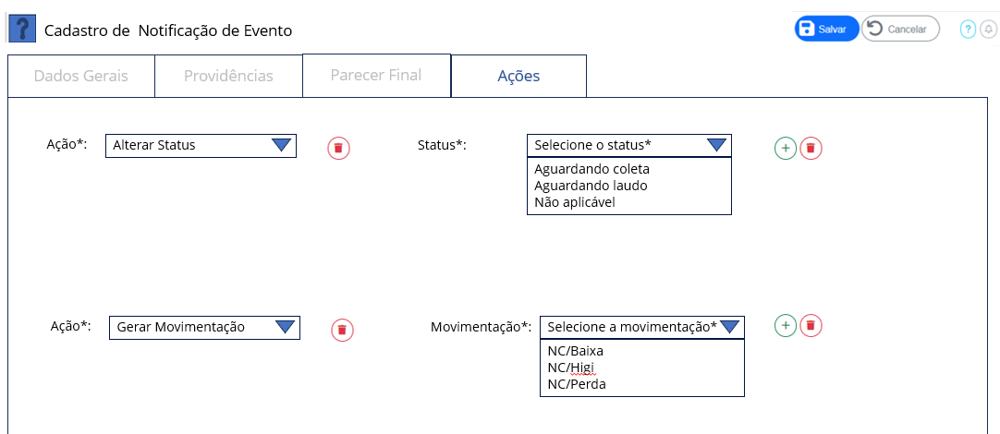 Cadastro de Notificação de Evento
Salvar
Cancelar
?
Dados Gerais
Providências
Parecer Final
Ações
Ação*:
Alterar Status
Status*:
Selecione o status*
Aguardando coleta
Aguardando laudo
Não aplicável
Ação*:
Gerar Movimentação
Movimentação*:
Selecione a movimentação*
NC/Baixa
NC/Higi
NC/Perda